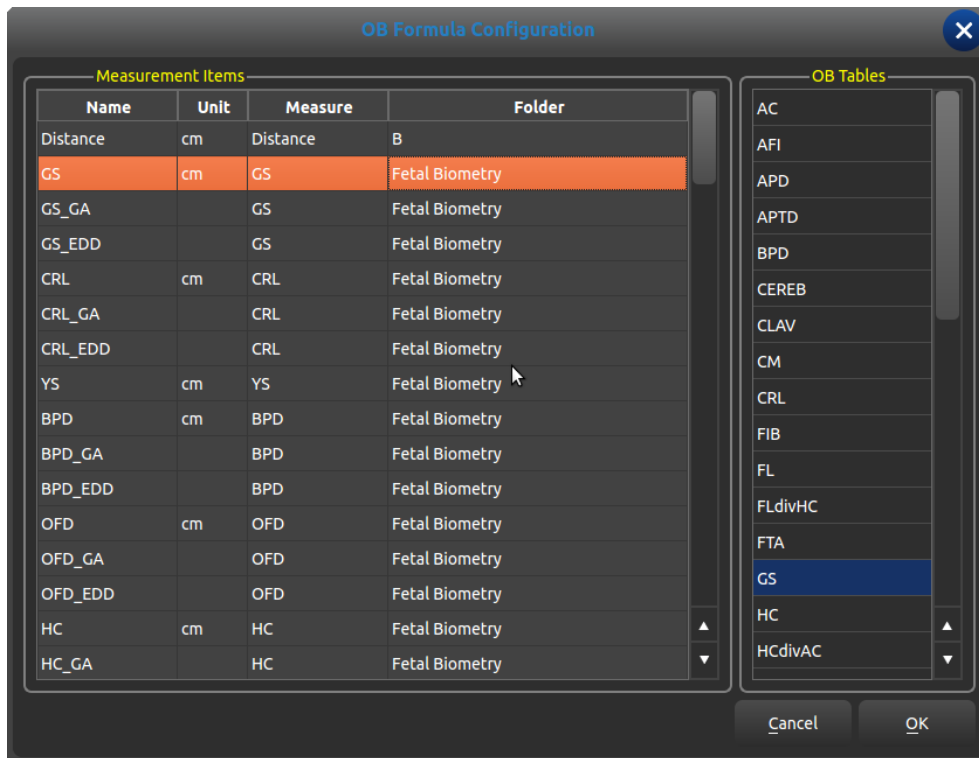 OB Formula Configuration
Measurement Items
Name Unit Measure Folder
Distance cm Distance B
GS cm GS Fetal Biometry
GS_GA GS Fetal Biometry
GS_EDD GS Fetal Biometry
CRL cm CRL Fetal Biometry
CRL_GA CRL Fetal Biometry
CRL_EDD CRL Fetal Biometry
YS cm YS Fetal Biometry
BPD cm BPD Fetal Biometry
BPD_GA BPD Fetal Biometry
BPD_EDD BPD Fetal Biometry
OFD cm OFD Fetal Biometry
OFD_GA OFD Fetal Biometry
OFD_EDD OFD Fetal Biometry
HC cm HC Fetal Biometry
HC_GA HC Fetal Biometry
OB Tables
AC
AFI
APD
APTD
BPD
CEREB
CLAV
CM
CRL
FIB
FL
FLdivHC
FTA
GS
HC
HCdivAC
Cancel OK